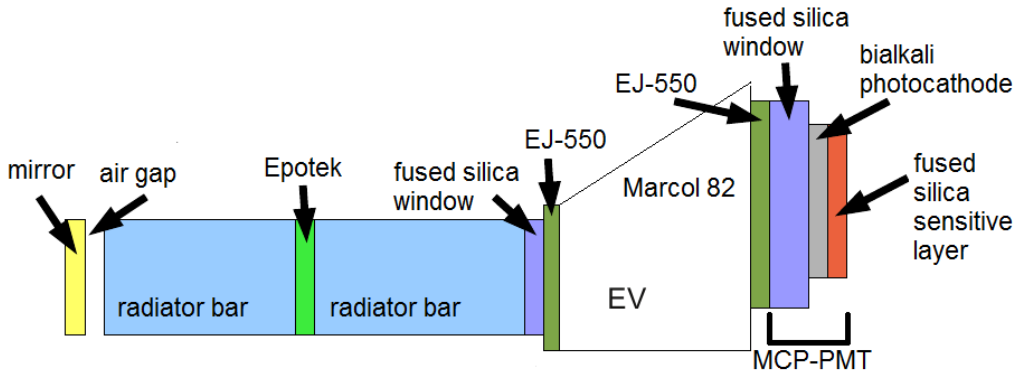 fused silica
window
bialkali
photocathode
EJ-550
EJ-550
mirror
air gap
Epotek
fused silica
window
Marcol 82
fused
silica
sensitive
layer
radiator bar
radiator bar
EV
MCP-PMT